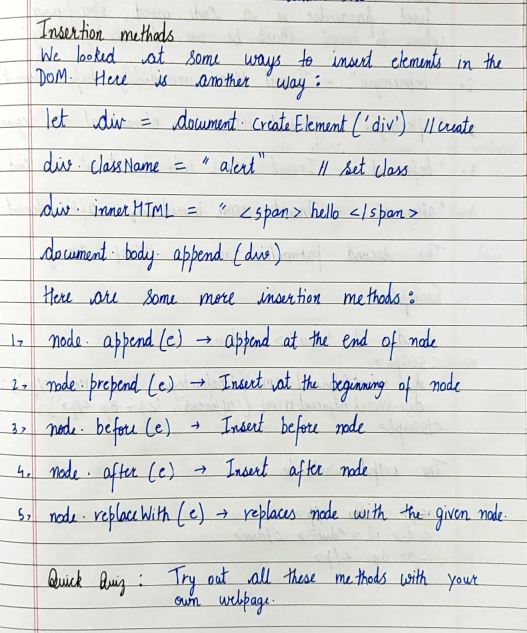 Insertion methods
We looked at some ways to insert elements in the
DOM. Here is another way :
let div = document. createElement ('div') // create
div. className = " alert" // set class
div. innerHTML = " <span> hello </span>
document. body. append (div)
Here are some more insertion methods :
1, node. append (e) → append at the end of node
2, node. prepend (e) → Insert at the beginning of node
3, node. before (e) → Insert before node
4, node. after (e) → Insert after node
5, node. replaceWith (e) → replaces node with the given node.
Quick Quiz : Try out all these methods with your
own webpage.